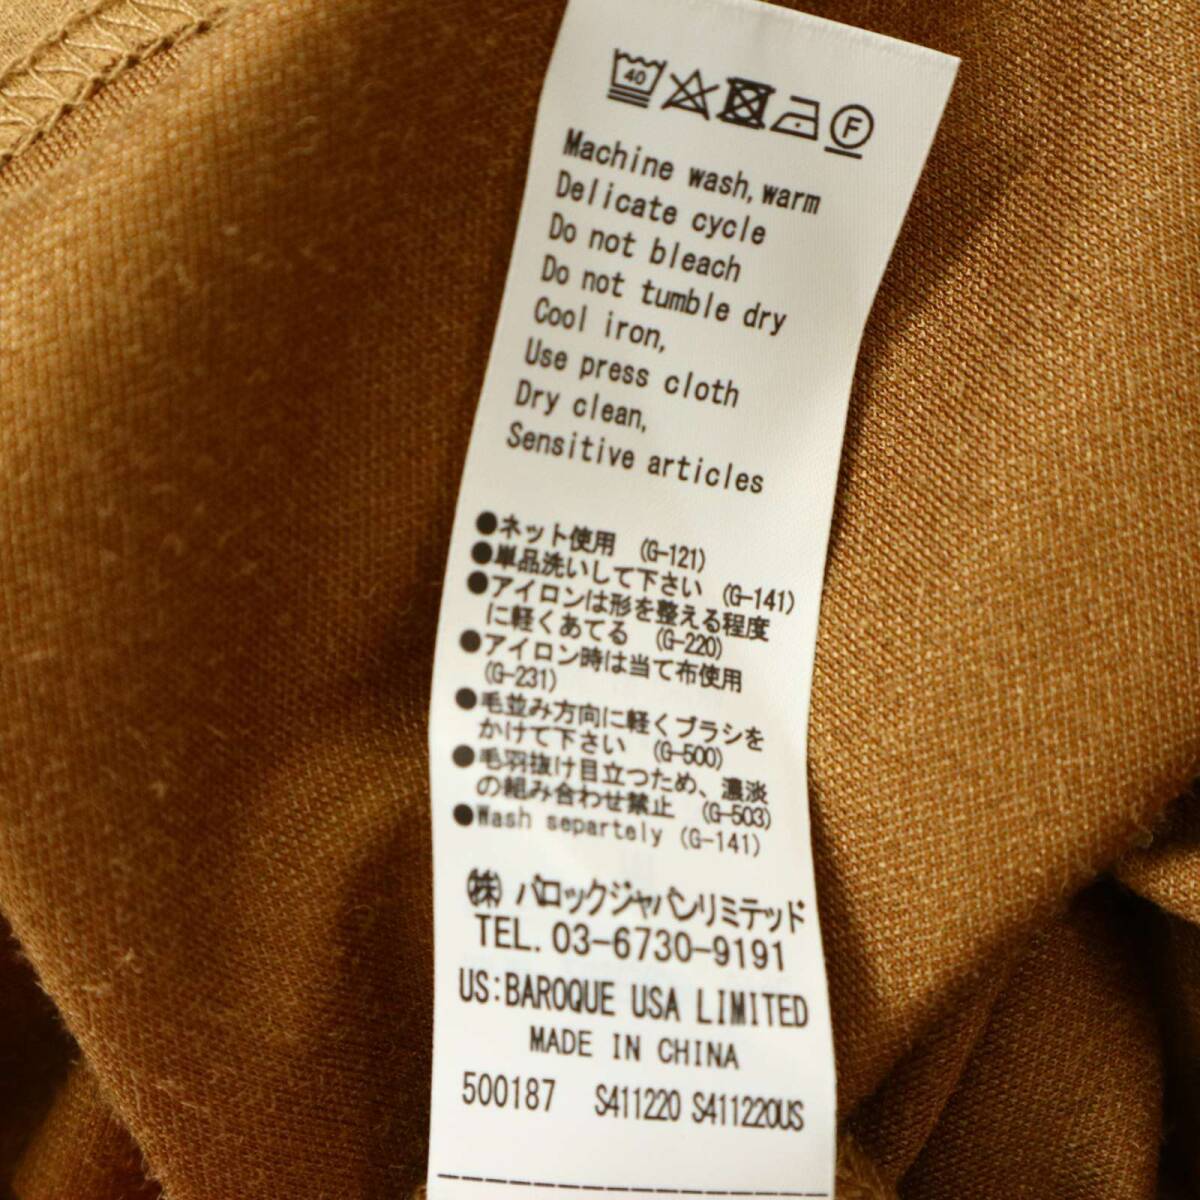 40
F
Machine wash, warm
Delicate cycle
Do not bleach
Do not tumble dry
Cool iron,
Use press cloth
Dry clean,
Sensitive articles
●ネット使用 (G-121)
●単品洗いして下さい (G-141)
●アイロンは形を整える程度
に軽くあてる (G-220)
●アイロン時は当て布使用
(G-231)
●毛並み方向に軽くブラシを
かけて下さい (G-500)
●毛羽抜け目立つため、濃淡
の組み合わせ禁止 (G-503)
●Wash separtely (G-141)
㈱ バロックジャパンリミテッド
TEL. 03-6730-9191
US:BAROQUE USA LIMITED
MADE IN CHINA
500187 S411220 S411220US